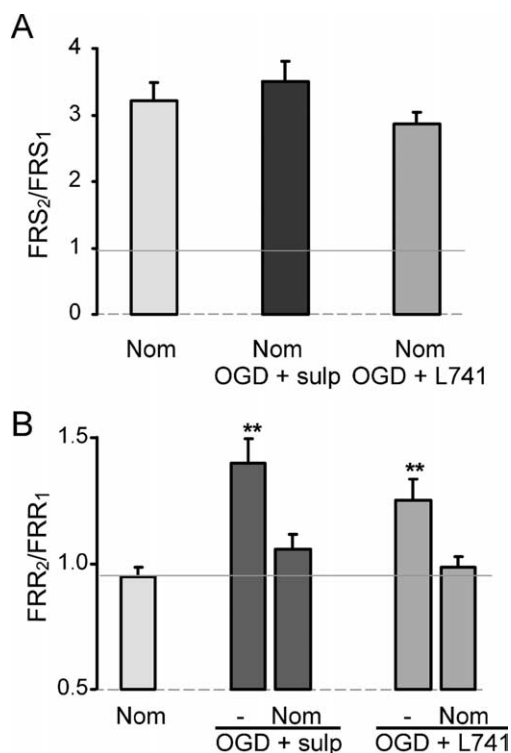 A
FRS₂/FRS₁
4
3
2
1
0
Nom Nom Nom
OGD + sulp OGD + L741
B
FRR₂/FRR₁
1.5
1.0
0.5
** **
Nom - Nom - Nom
OGD + sulp OGD + L741